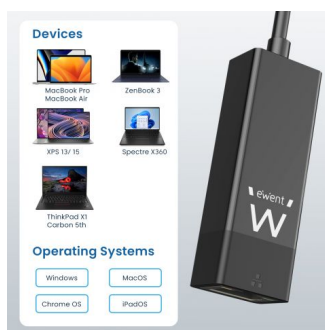 Devices
MacBook Pro
MacBook Air
ZenBook 3
XPS 13/ 15
Spectre X360
ThinkPad X1
Carbon 5th
Operating Systems
Windows
MacOS
Chrome OS
iPadOS
ewent
W